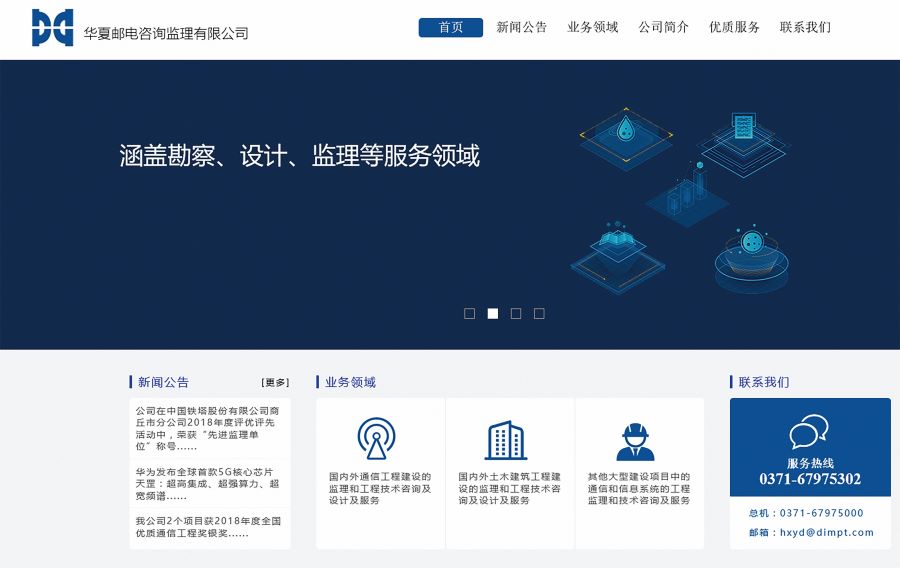 华夏邮电咨询监理有限公司
首页 新闻公告 业务领域 公司简介 优质服务 联系我们
涵盖勘察、设计、监理等服务领域
新闻公告 [更多]
公司在中国铁塔股份有限公司商
丘市分公司2018年度评优评先
活动中，荣获“先进监理单
位”称号......
华为发布全球首款5G核心芯片
天罡：超高集成、超强算力、超
宽频谱......
我公司2个项目获2018年度全国
优质通信工程奖银奖......
业务领域
国内外通信工程建设的
监理和工程技术咨询及
设计及服务
国内外土木建筑工程建
设的监理和工程技术咨
询及设计及服务
其他大型建设项目中的
通信和信息系统的工程
监理和技术咨询及服务
联系我们
服务热线
0371-67975302
总机：0371-67975000
邮箱：hxyd@dimpt.com